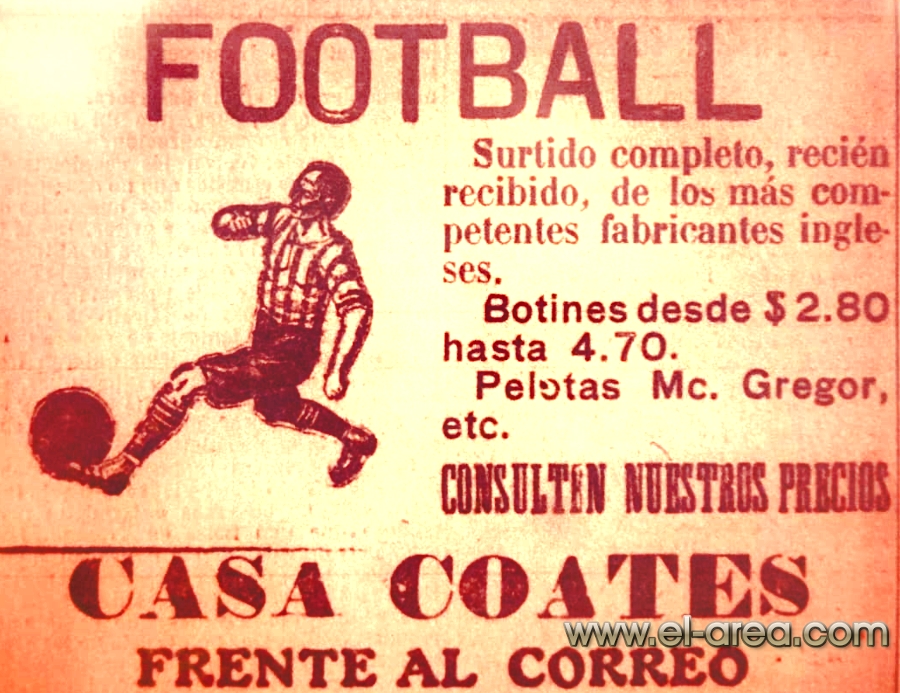 FOOTBALL
Surtido completo, recién
recibido, de los más com-
petentes fabricantes ingle-
ses.
Botines desde $ 2.80
hasta 4.70.
Pelotas Mc. Gregor,
etc.
CONSULTEN NUESTROS PRECIOS
CASA COATES
www.el-area.com
FRENTE AL CORREO